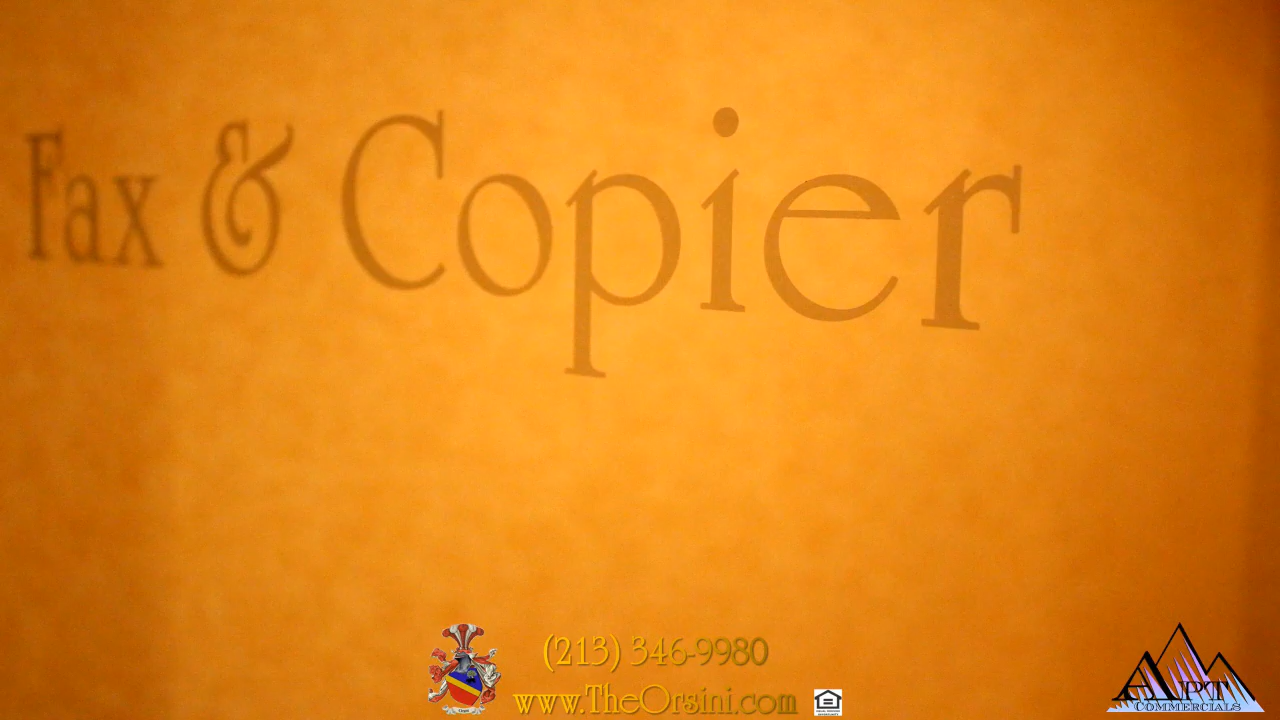 Fax & Copier
(213) 346-9980
www.TheOrsini.com
APT
COMMERCIALS